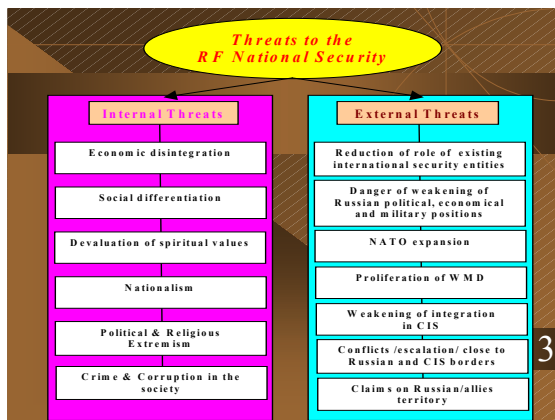 Threats to the
RF National Security
Internal Threats
Economic disintegration
Social differentiation
Devaluation of spiritual values
Nationalism
Political & Religious
Extremism
Crime & Corruption in the
society
External Threats
Reduction of role of existing
international security entities
Danger of weakening of
Russian political, economical
and military positions
NATO expansion
Proliferation of WMD
Weakening of integration
in CIS
Conflicts /escalation/ close to
Russian and CIS borders
Claims on Russian/allies
territory
3